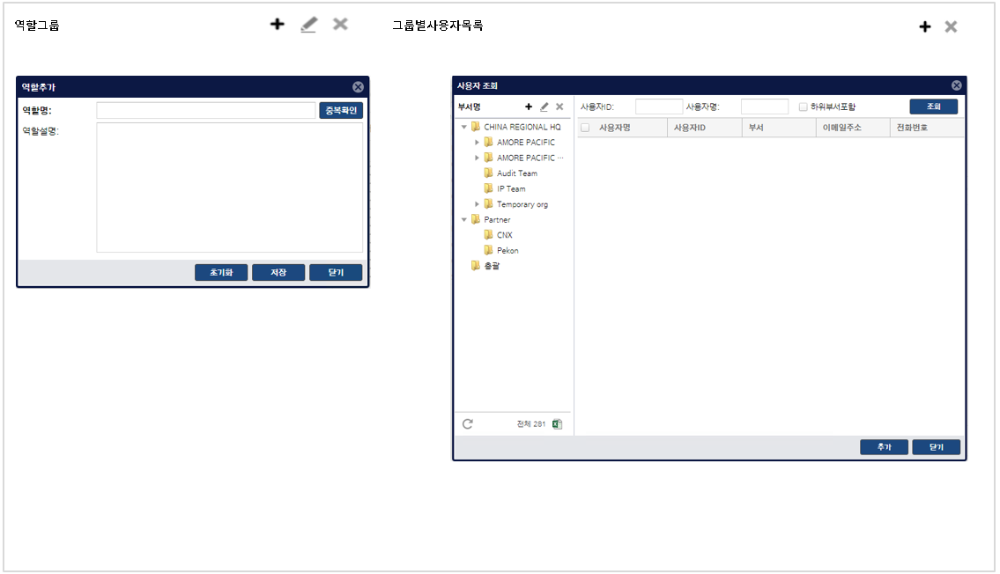 역할그룹
그룹별사용자목록
역할추가
역할명:
중복확인
역할설명:
초기화
저장
닫기
사용자 조회
부서명
사용자ID:
사용자명:
하위부서포함
조회
사용자명
사용자ID
부서
이메일주소
전화번호
CHINA REGIONAL HQ
AMORE PACIFIC
AMORE PACIFIC ...
Audit Team
IP Team
Temporary org
Partner
CNX
Pekon
총괄
전체 281
추가
닫기